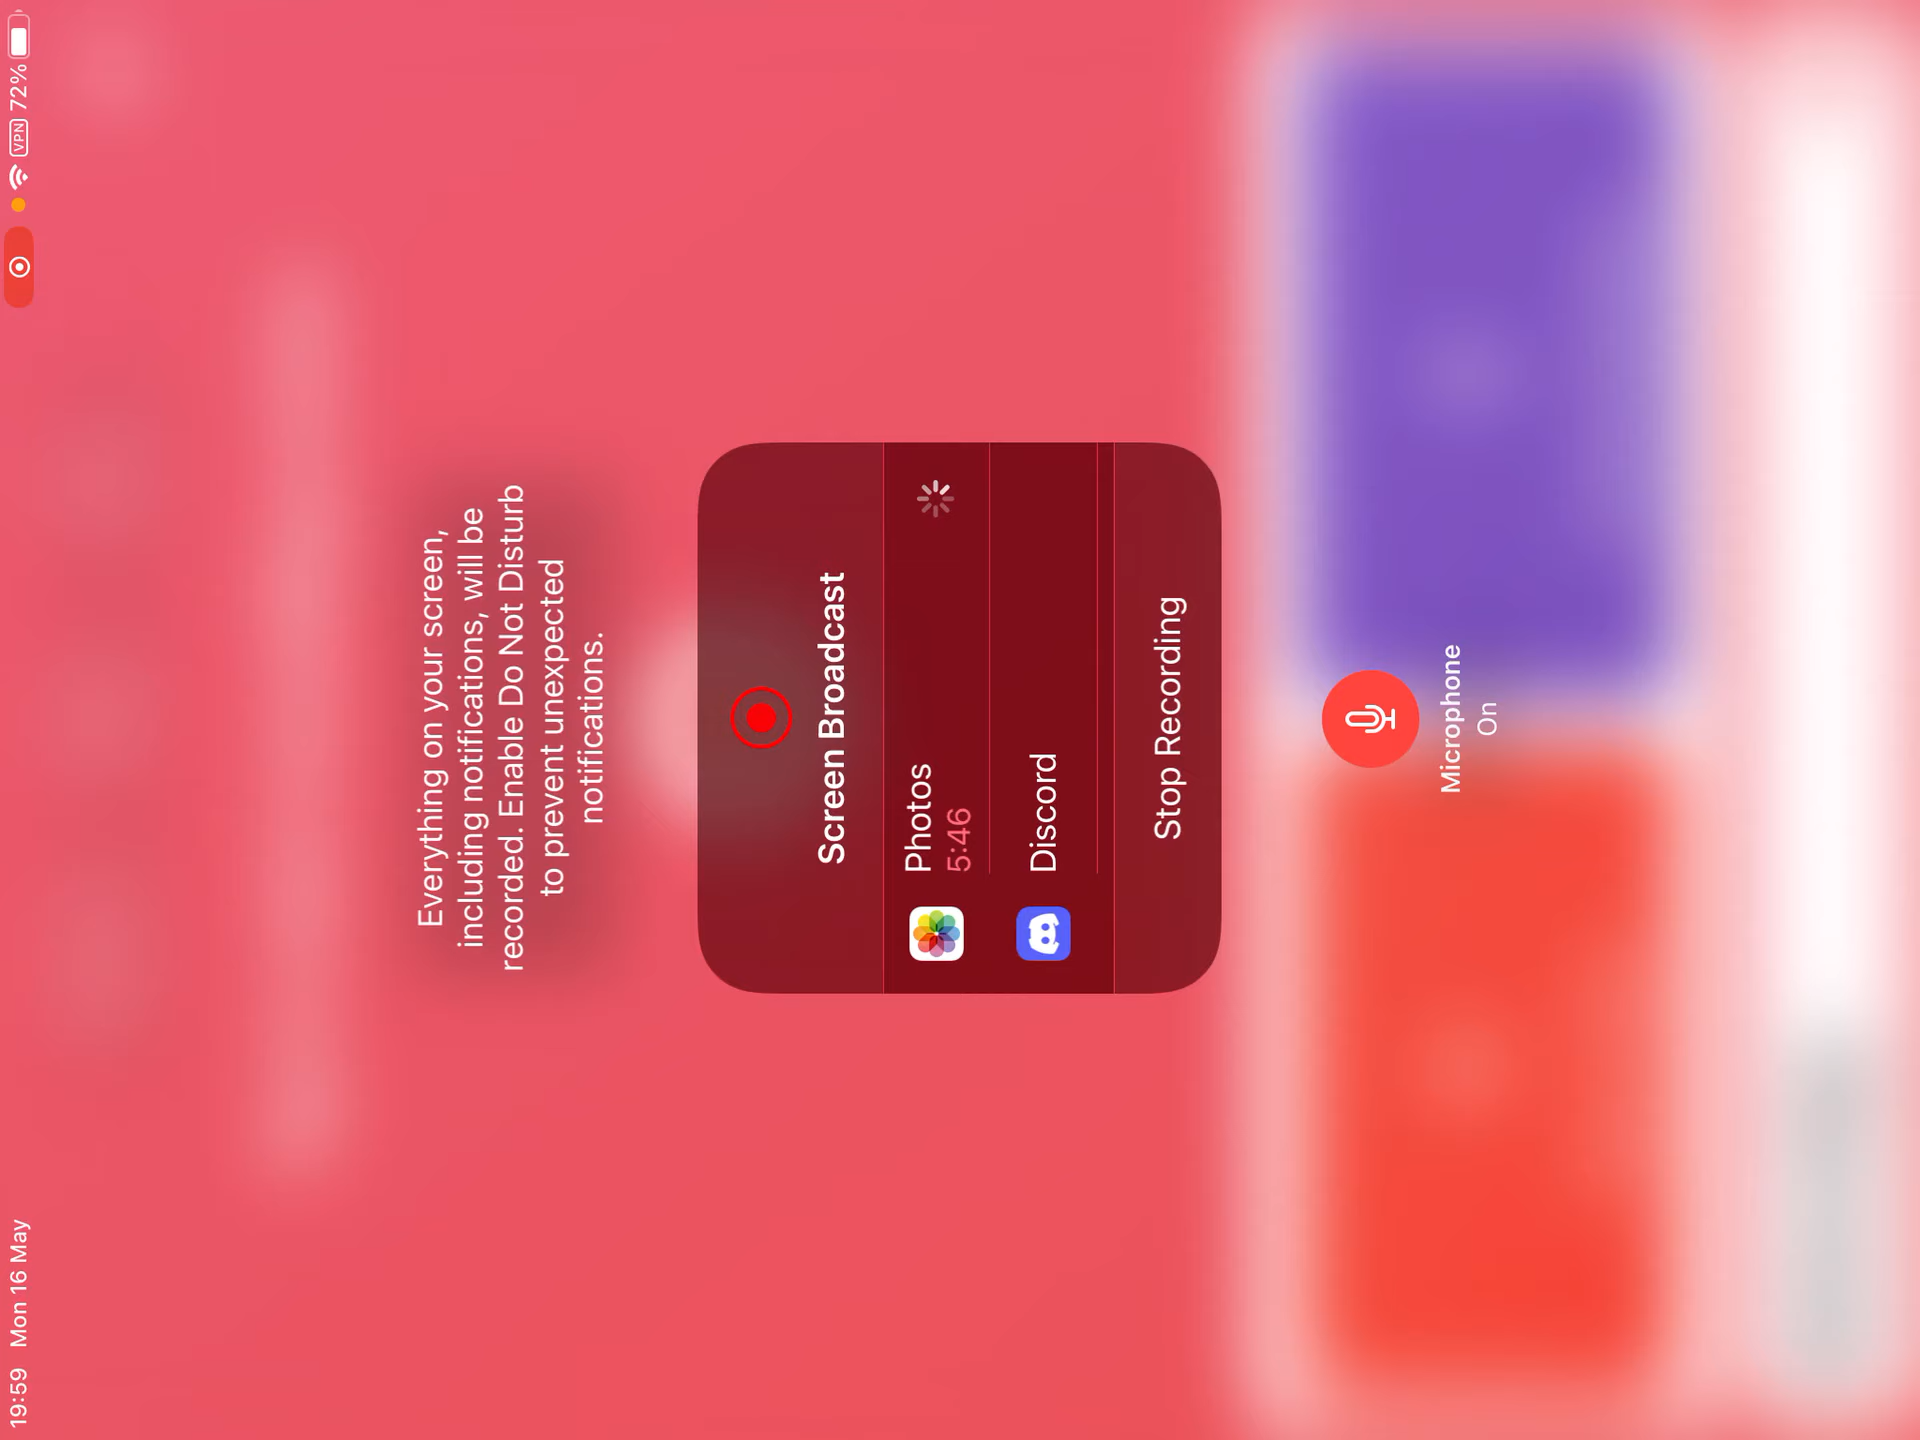 19:59 Mon 16 May
VPN 72%
Everything on your screen,
including notifications, will be
recorded. Enable Do Not Disturb
to prevent unexpected
notifications.
Screen Broadcast
Photos
5:46
Discord
Stop Recording
Microphone
On